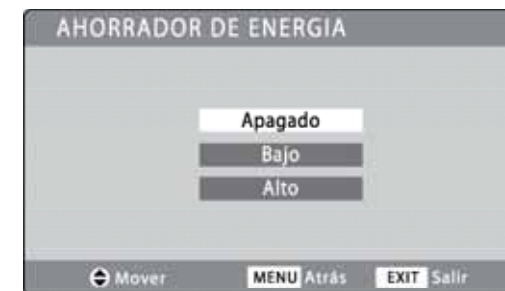 AHORRADOR DE ENERGIA
Apagado
Bajo
Alto
Mover MENU Atrás EXIT Salir